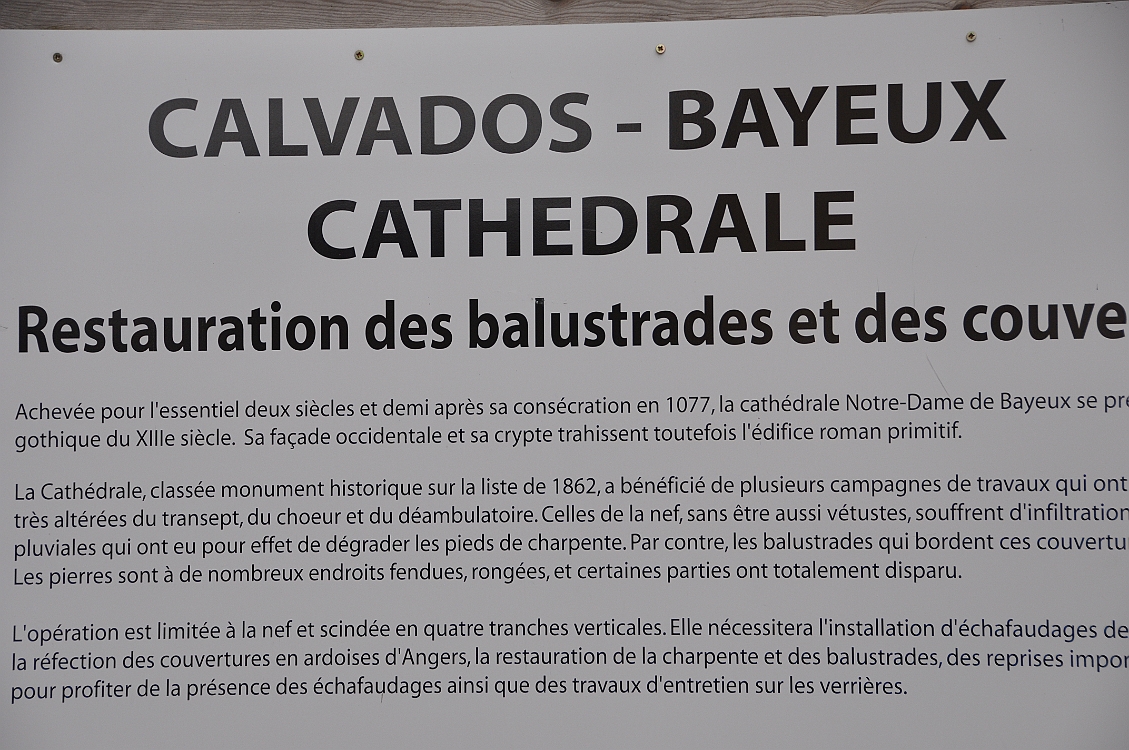 CALVADOS - BAYEUX
CATHEDRALE
Restauration des balustrades et des couve
Achevée pour l'essentiel deux siècles et demi après sa consécration en 1077, la cathédrale Notre-Dame de Bayeux se pré
gothique du XIIIe siècle. Sa façade occidentale et sa crypte trahissent toutefois l'édifice roman primitif.
La Cathédrale, classée monument historique sur la liste de 1862, a bénéficié de plusieurs campagnes de travaux qui ont
très altérées du transept, du choeur et du déambulatoire. Celles de la nef, sans être aussi vétustes, souffrent d'infiltration
pluviales qui ont eu pour effet de dégrader les pieds de charpente. Par contre, les balustrades qui bordent ces couvertu
Les pierres sont à de nombreux endroits fendues, rongées, et certaines parties ont totalement disparu.
L'opération est limitée à la nef et scindée en quatre tranches verticales. Elle nécessitera l'installation d'échafaudages de
la réfection des couvertures en ardoises d'Angers, la restauration de la charpente et des balustrades, des reprises impor
pour profiter de la présence des échafaudages ainsi que des travaux d'entretien sur les verrières.